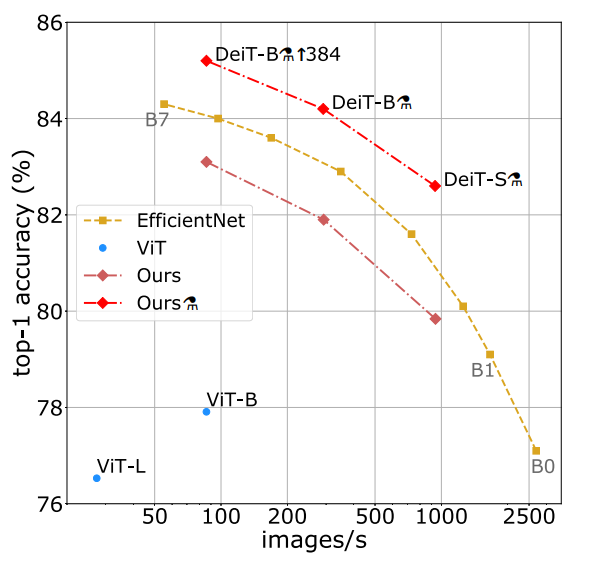 86
84
82
80
78
76
top-1 accuracy (%)
DeiT-B⚗↑384
DeiT-B⚗
DeiT-S⚗
B7
EfficientNet
ViT
Ours
Ours⚗
B1
ViT-B
ViT-L
B0
50 100 200 500 1000 2500
images/s